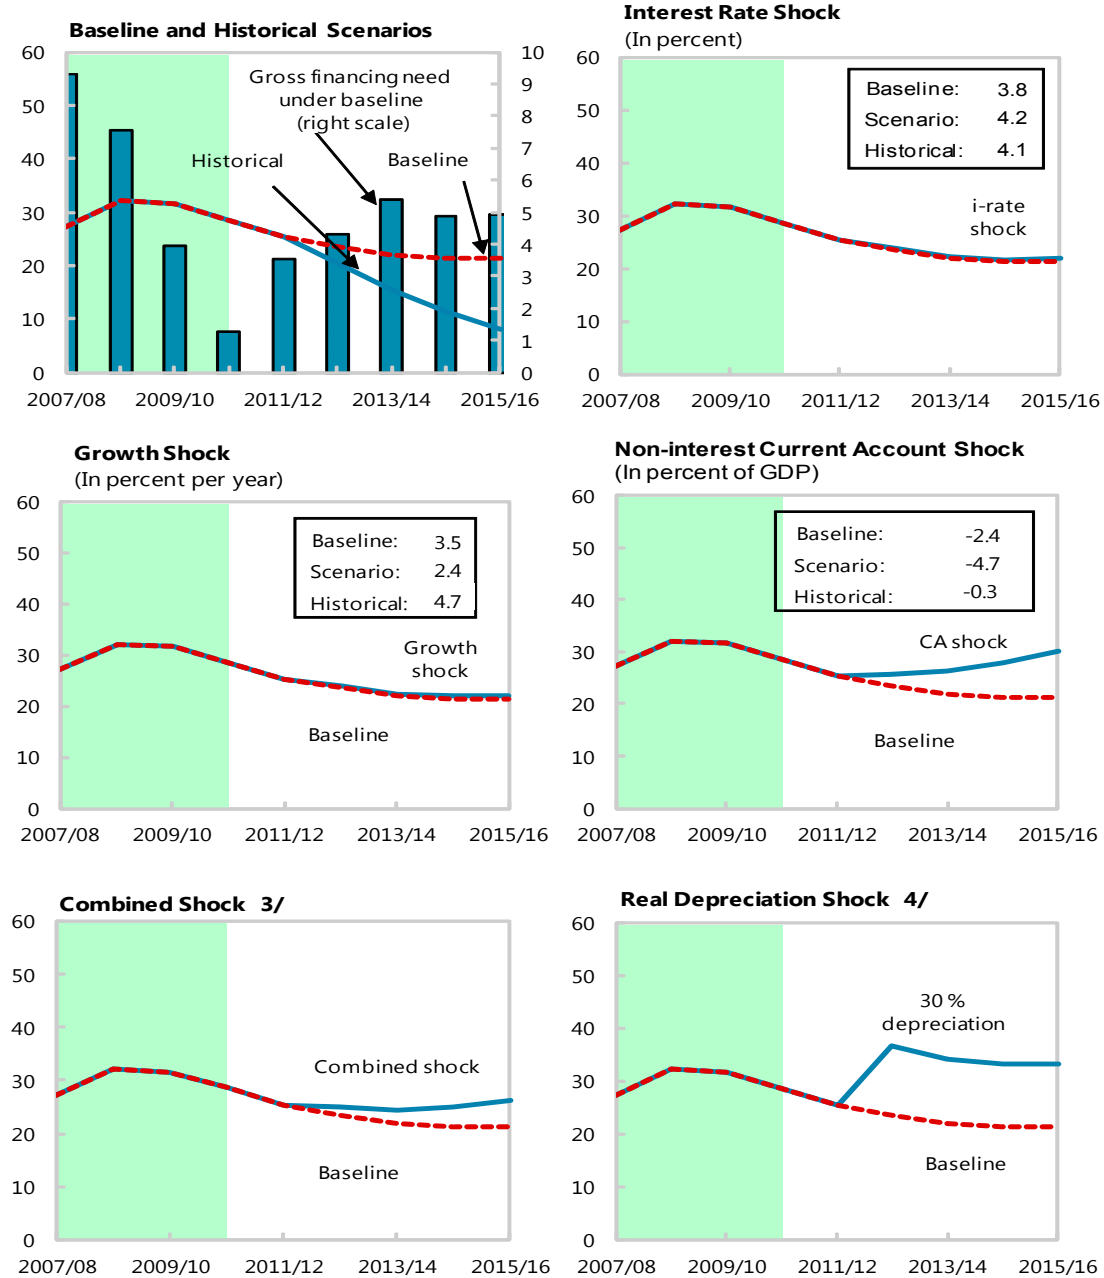 Baseline and Historical Scenarios
60
50
40
30
20
10
0
10
9
8
7
6
5
4
3
2
1
0
Gross financing need
under baseline
(right scale)
Historical
Baseline
2007/08 2009/10 2011/12 2013/14 2015/16
Interest Rate Shock
(In percent)
60
50
40
30
20
10
0
Baseline: 3.8
Scenario: 4.2
Historical: 4.1
i-rate
shock
2007/08 2009/10 2011/12 2013/14 2015/16
Growth Shock
(In percent per year)
60
50
40
30
20
10
0
Baseline: 3.5
Scenario: 2.4
Historical: 4.7
Growth
shock
Baseline
2007/08 2009/10 2011/12 2013/14 2015/16
Non-interest Current Account Shock
(In percent of GDP)
60
50
40
30
20
10
0
Baseline: -2.4
Scenario: -4.7
Historical: -0.3
CA shock
Baseline
2007/08 2009/10 2011/12 2013/14 2015/16
Combined Shock 3/
60
50
40
30
20
10
0
Combined shock
Baseline
2007/08 2009/10 2011/12 2013/14 2015/16
Real Depreciation Shock 4/
60
50
40
30
20
10
0
30 %
depreciation
Baseline
2007/08 2009/10 2011/12 2013/14 2015/16